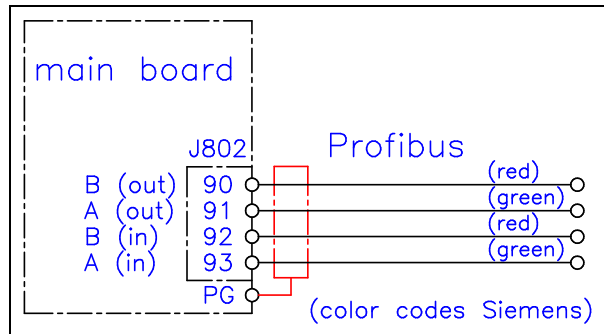 main board
J802
Profibus
B (out) 90 (red)
A (out) 91 (green)
B (in) 92 (red)
A (in) 93 (green)
PG
(color codes Siemens)